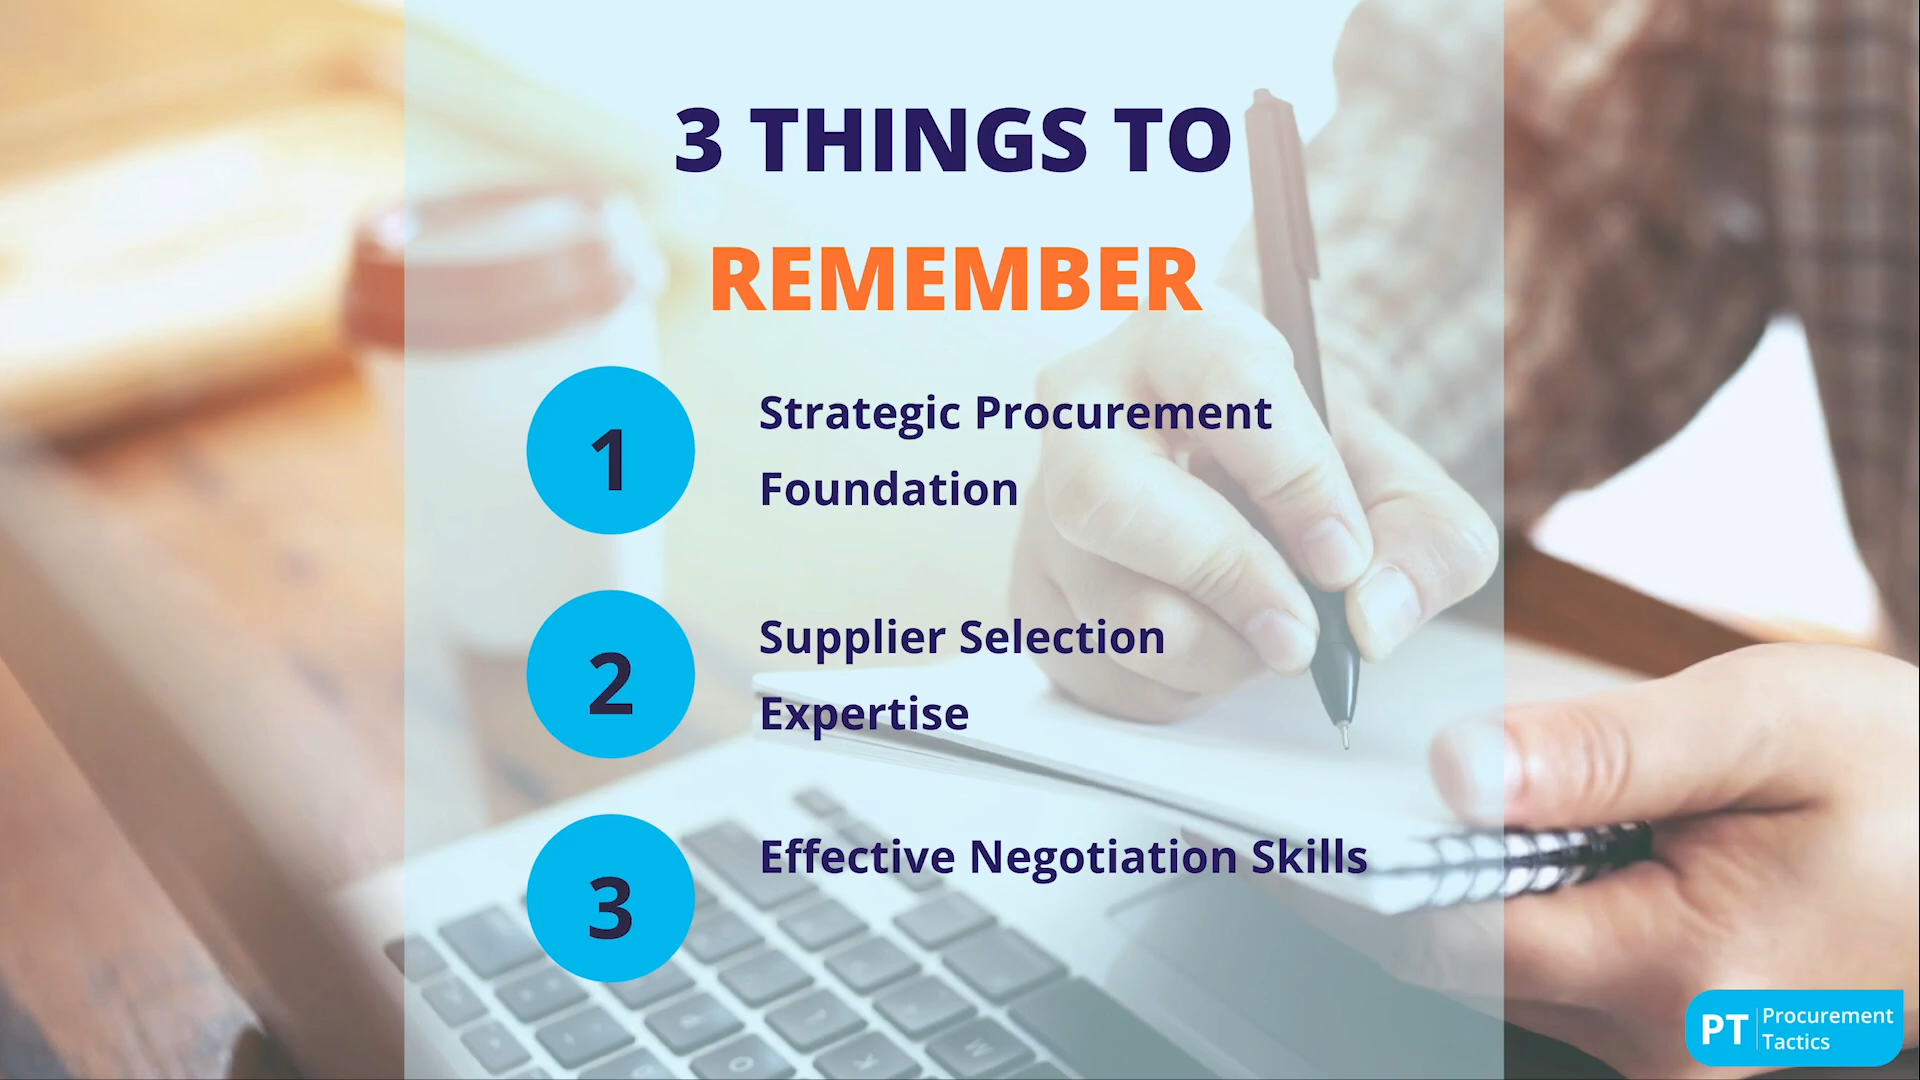 3 THINGS TO
REMEMBER
1
Strategic Procurement
Foundation
2
Supplier Selection
Expertise
3
Effective Negotiation Skills
PT
Procurement
Tactics